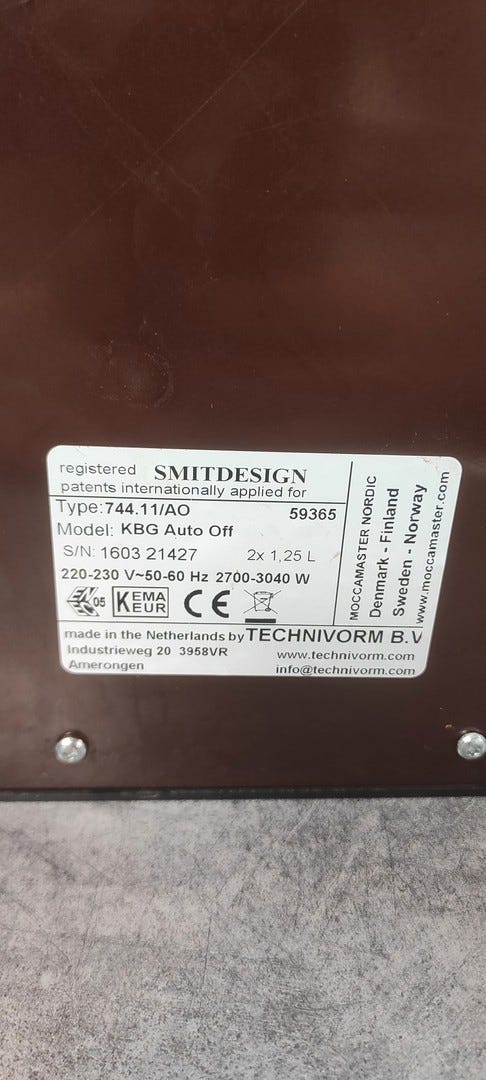 registered SMITDESIGN
patents internationally applied for
Type:744.11/AO 59365
Model: KBG Auto Off
S/N: 1603 21427 2x 1,25 L
220-230 V~50-60 Hz 2700-3040 W
05 KEMA KEUR CE
made in the Netherlands by TECHNIVORM B.V
Industrieweg 20 3958VR www.technivorm.com
Amerongen info@technivorm.com
MOCCAMASTER NORDIC
Denmark - Finland
Sweden - Norway
www.moccamaster.com